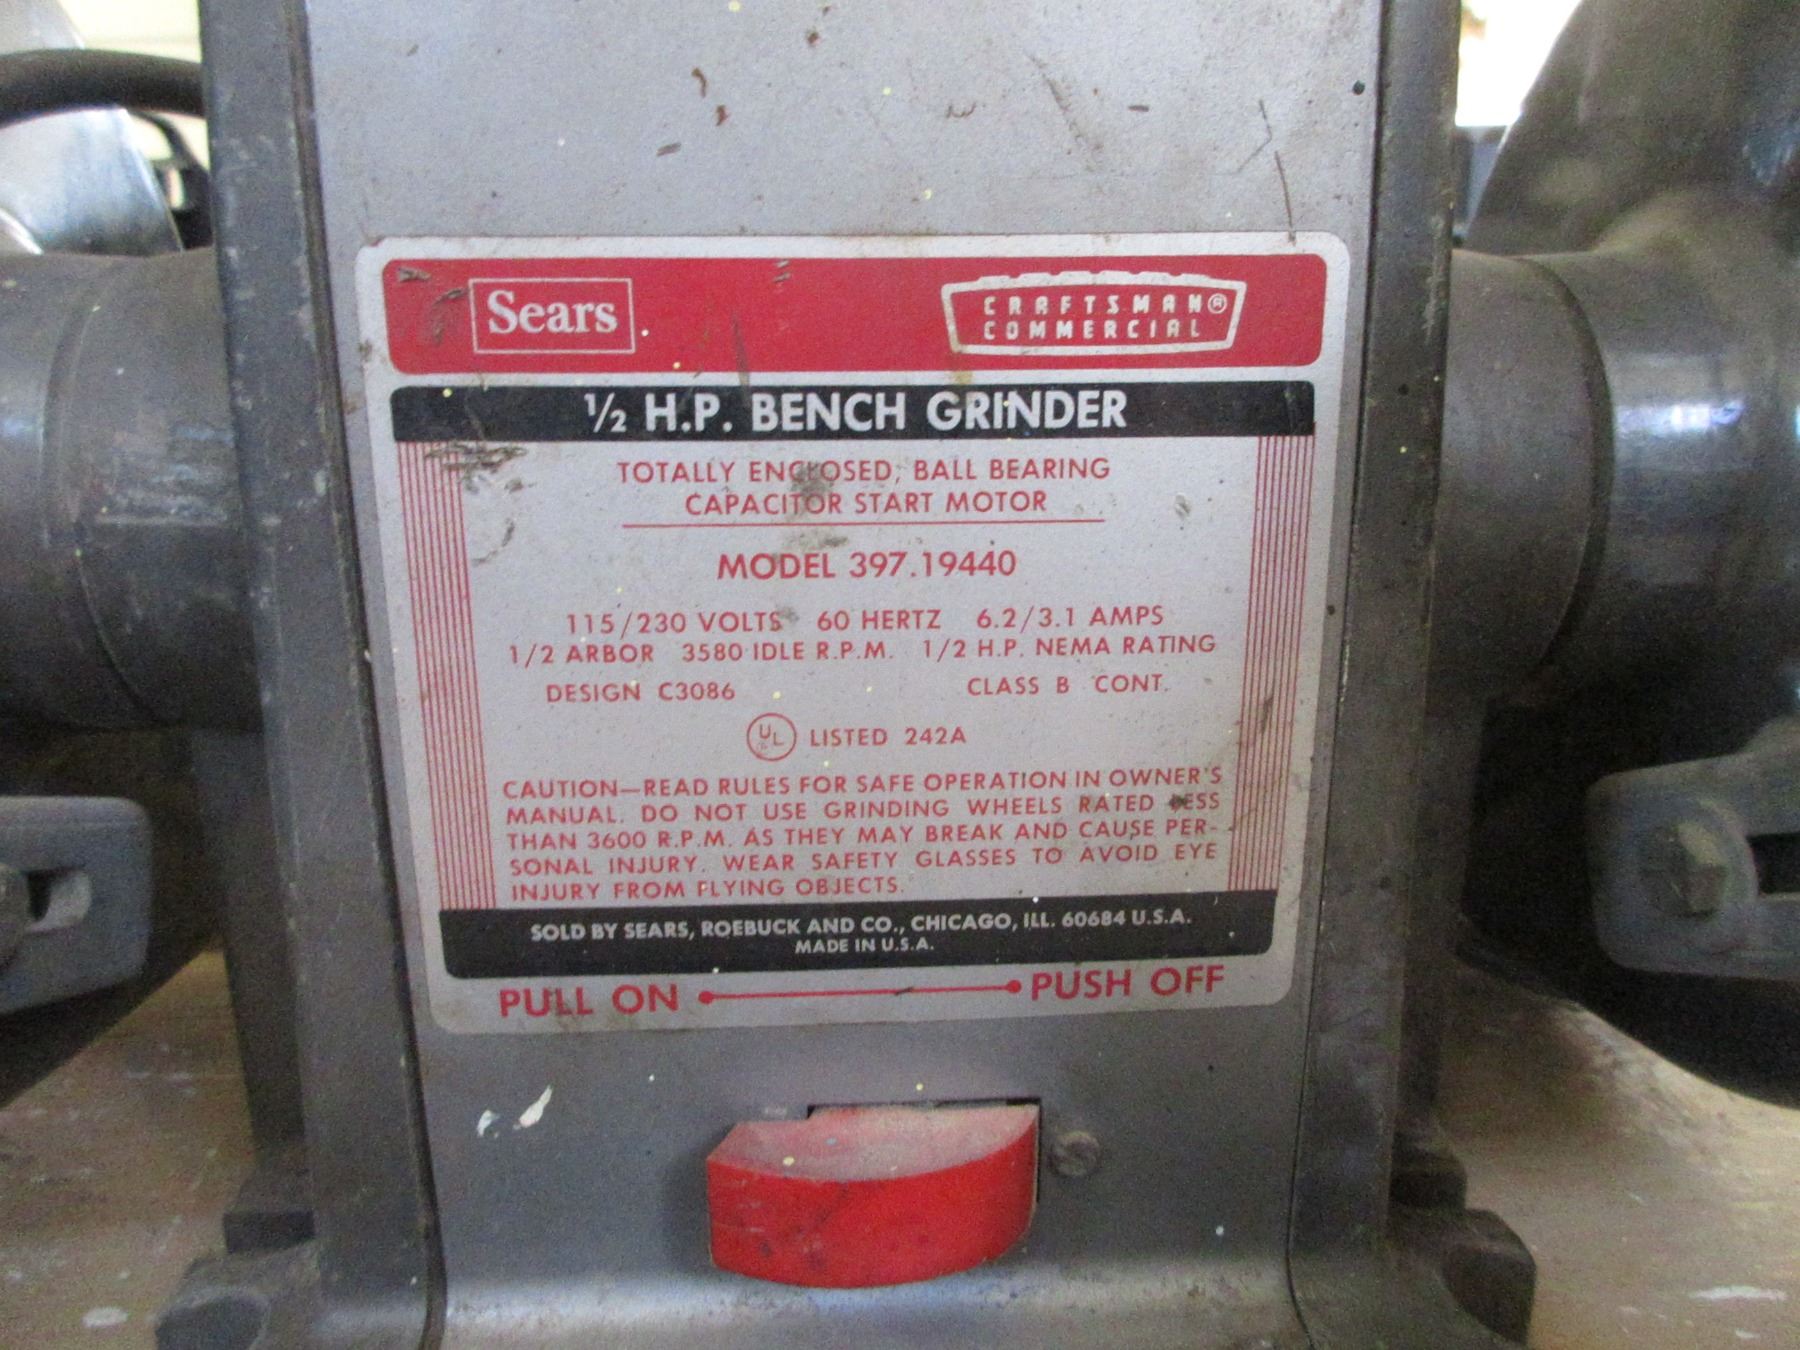 Sears
CRAFTSMAN®
COMMERCIAL
1/2 H.P. BENCH GRINDER
TOTALLY ENCLOSED, BALL BEARING
CAPACITOR START MOTOR
MODEL 397.19440
115/230 VOLTS 60 HERTZ 6.2/3.1 AMPS
1/2 ARBOR 3580 IDLE R.P.M. 1/2 H.P. NEMA RATING
DESIGN C3086 CLASS B CONT.
UL LISTED 242A
CAUTION—READ RULES FOR SAFE OPERATION IN OWNER'S
MANUAL. DO NOT USE GRINDING WHEELS RATED LESS
THAN 3600 R.P.M. AS THEY MAY BREAK AND CAUSE PER-
SONAL INJURY. WEAR SAFETY GLASSES TO AVOID EYE
INJURY FROM FLYING OBJECTS.
SOLD BY SEARS, ROEBUCK AND CO., CHICAGO, ILL. 60684 U.S.A.
MADE IN U.S.A.
PULL ON PUSH OFF